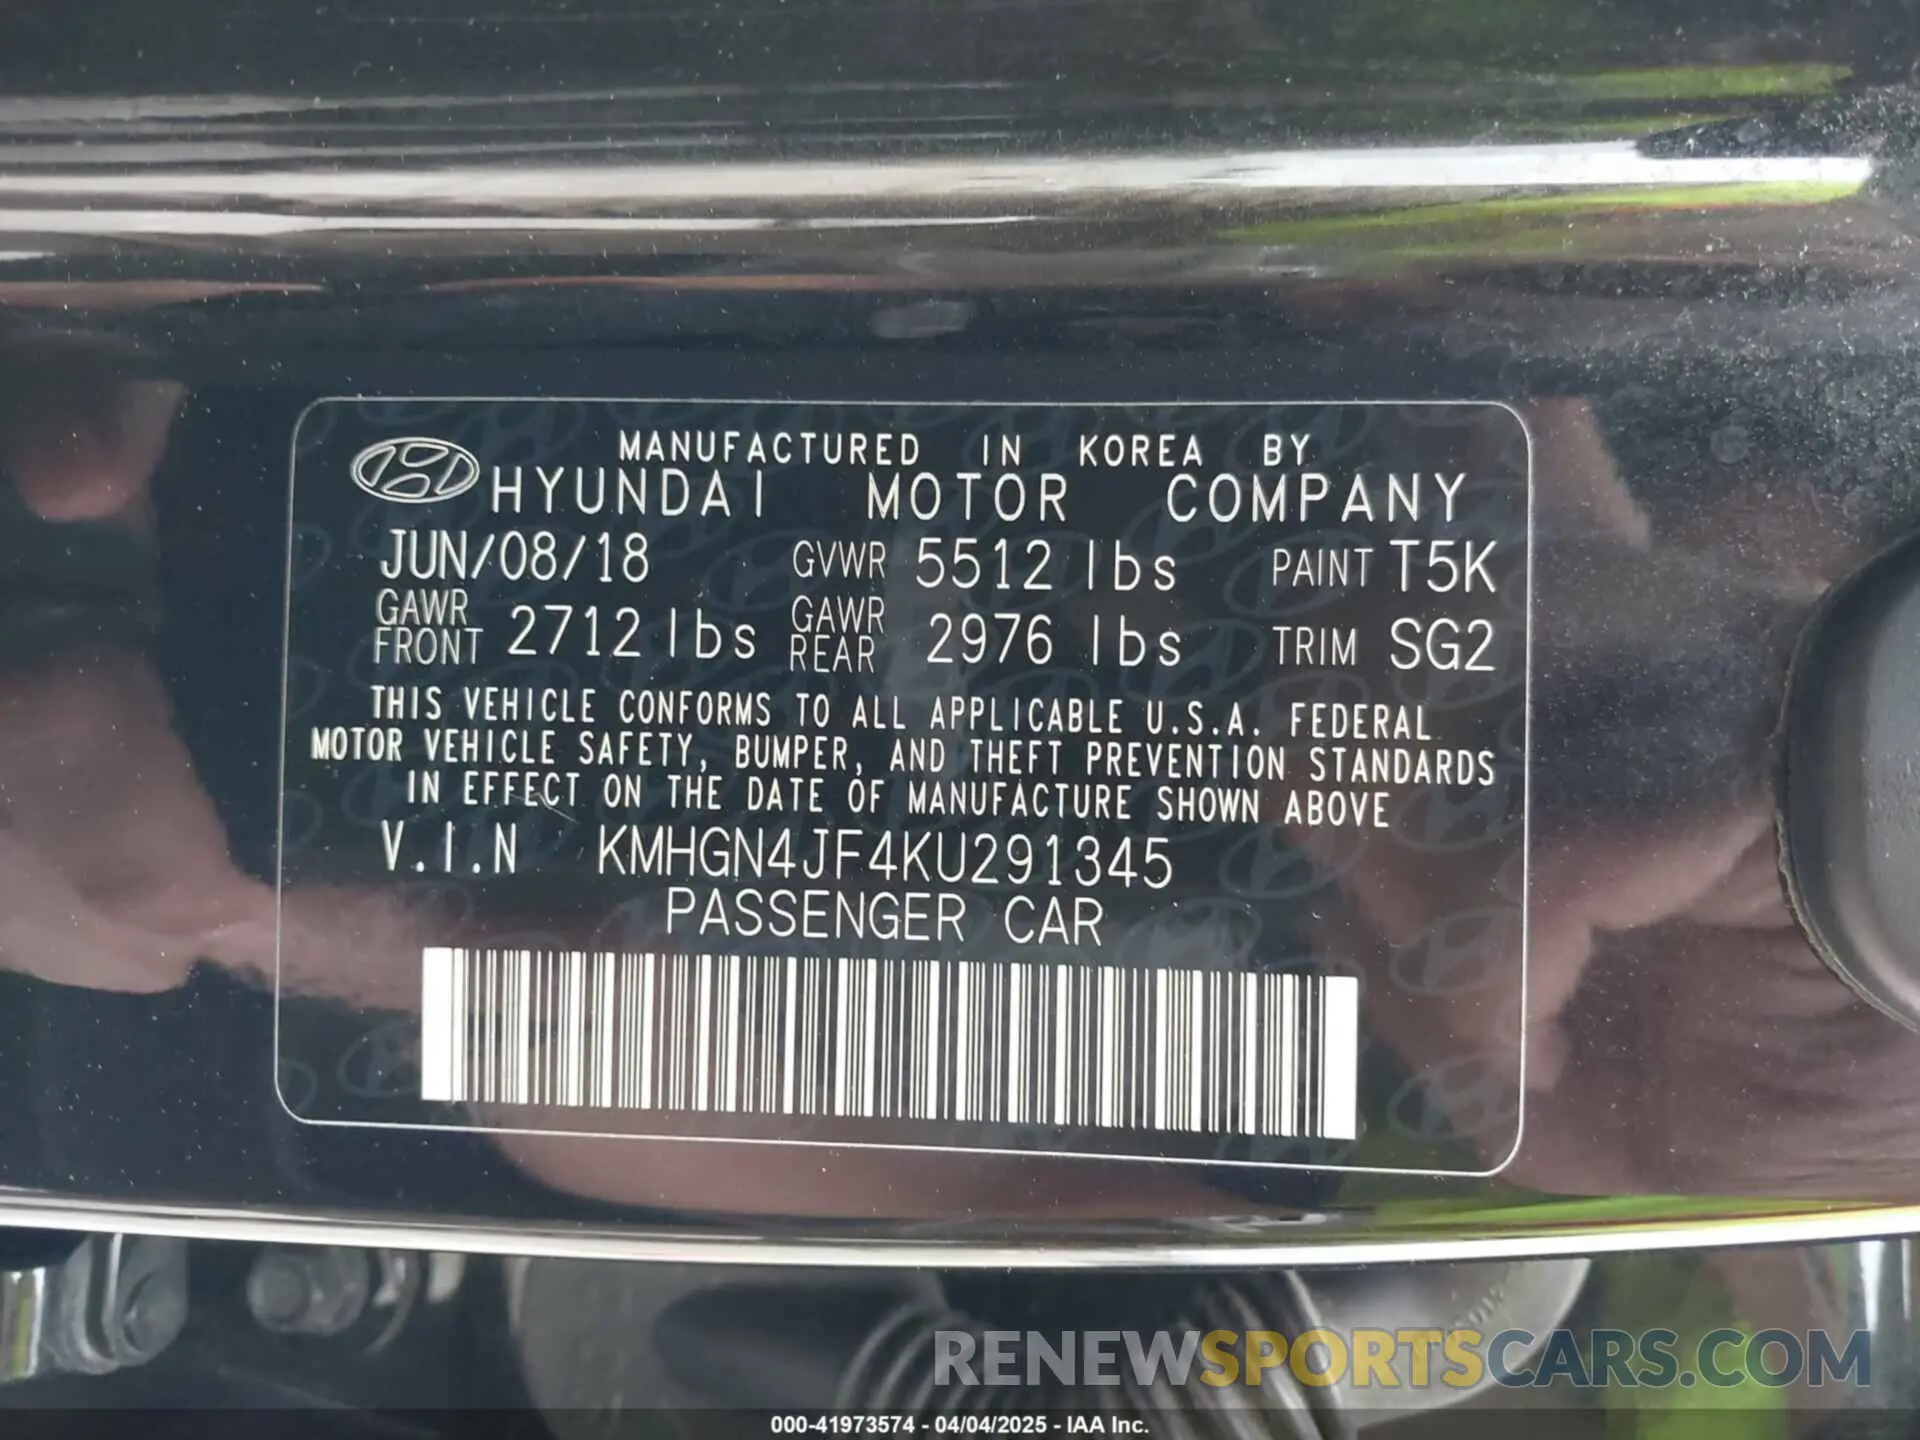 MANUFACTURED IN KOREA BY
HYUNDAI MOTOR COMPANY
JUN/08/18 GVWR 5512 lbs PAINT T5K
GAWR FRONT 2712 lbs GAWR REAR 2976 lbs TRIM SG2
THIS VEHICLE CONFORMS TO ALL APPLICABLE U.S.A. FEDERAL
MOTOR VEHICLE SAFETY, BUMPER, AND THEFT PREVENTION STANDARDS
IN EFFECT ON THE DATE OF MANUFACTURE SHOWN ABOVE
V.I.N KMHGN4JF4KU291345
PASSENGER CAR
RENEWSPORTSCARS.COM
000-41973574 - 04/04/2025 - IAA Inc.